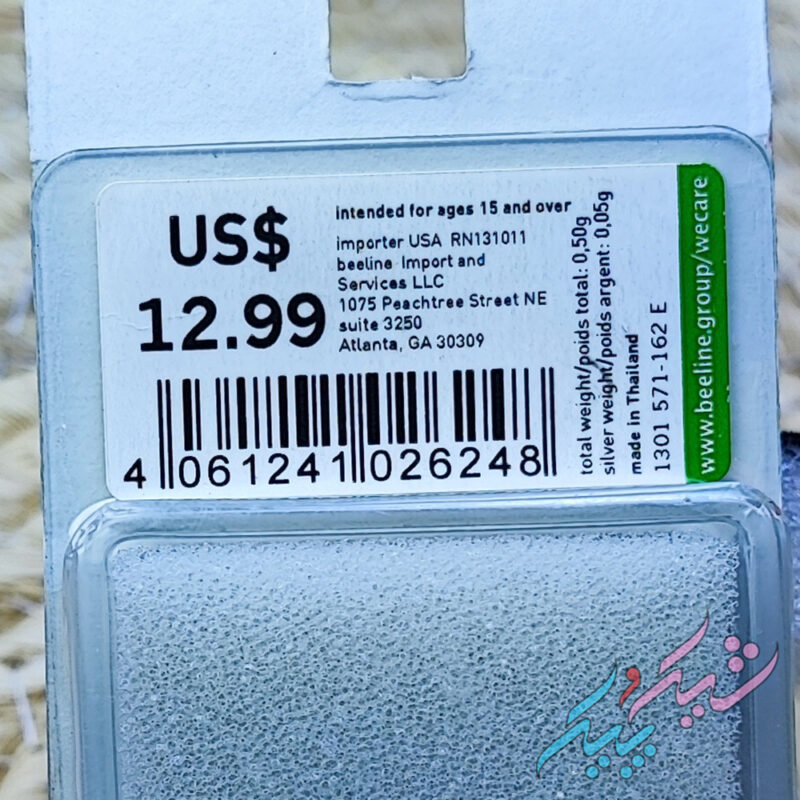 US$
12.99
intended for ages 15 and over
importer USA RN131011
beeline Import and
Services LLC
1075 Peachtree Street NE
suite 3250
Atlanta, GA 30309
4 061241 026248
total weight/poids total: 0,50g
silver weight/poids argent: 0,05g
made in Thailand
1301 571-162 E
www.beeline.group/wecare
شیک و پیک